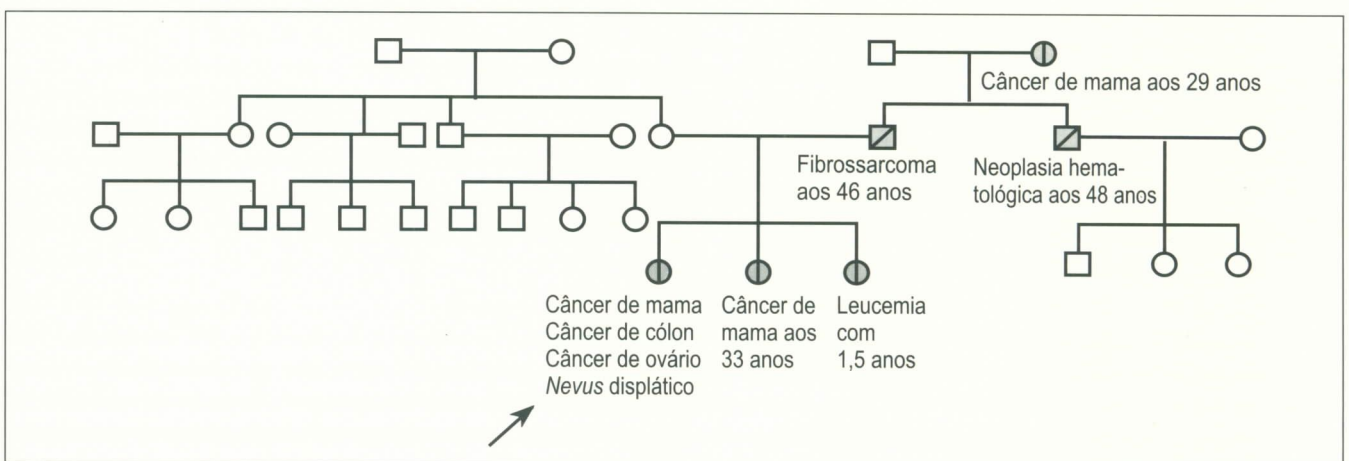 Câncer de mama aos 29 anos
Fibrossarcoma
aos 46 anos
Neoplasia hema-
tológica aos 48 anos
Câncer de mama
Câncer de cólon
Câncer de ovário
Nevus displático
Câncer de
mama aos
33 anos
Leucemia
com
1,5 anos